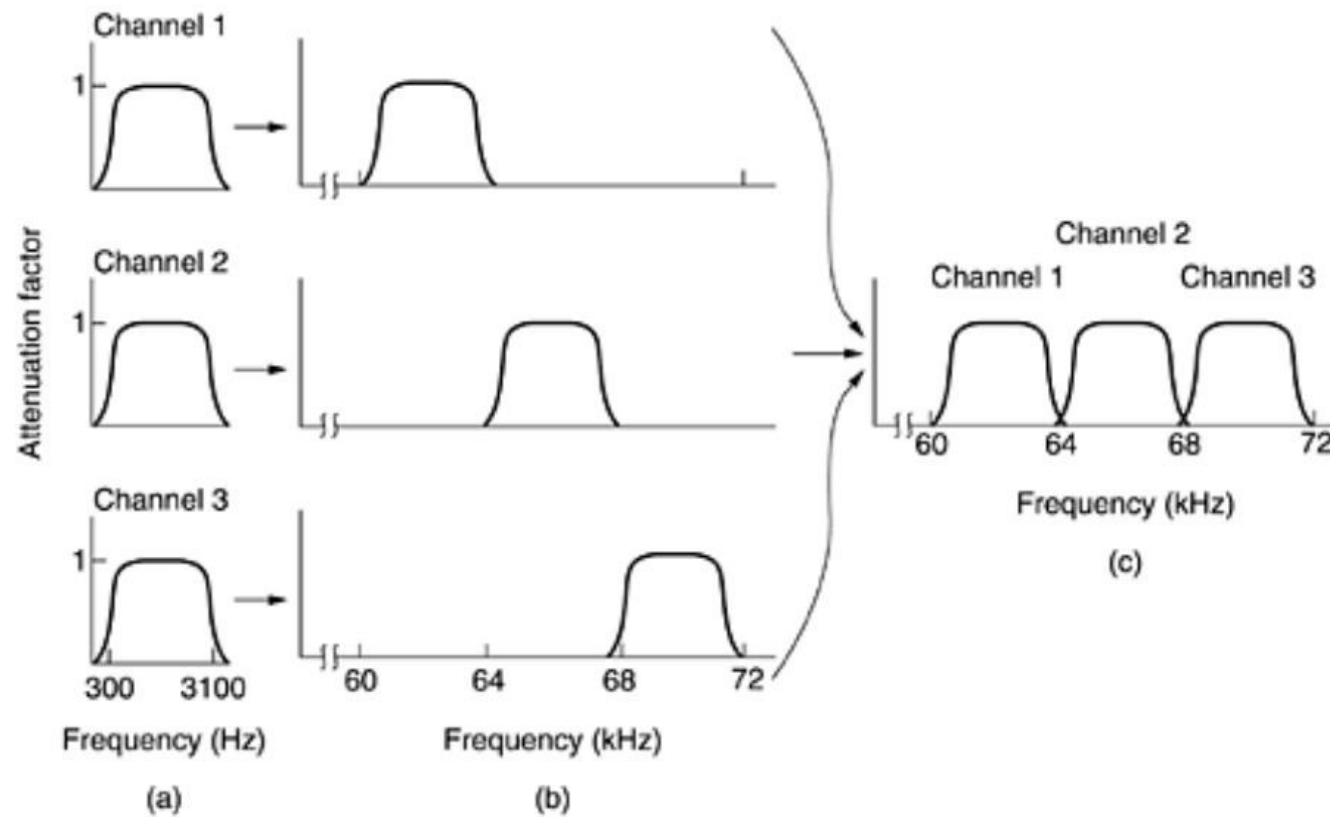 Channel 1
1
Channel 2
1
Channel 3
1
Attenuation factor
300 3100
Frequency (Hz)
(a)
60 64 68 72
Frequency (kHz)
(b)
Channel 2
Channel 1 Channel 3
60 64 68 72
Frequency (kHz)
(c)